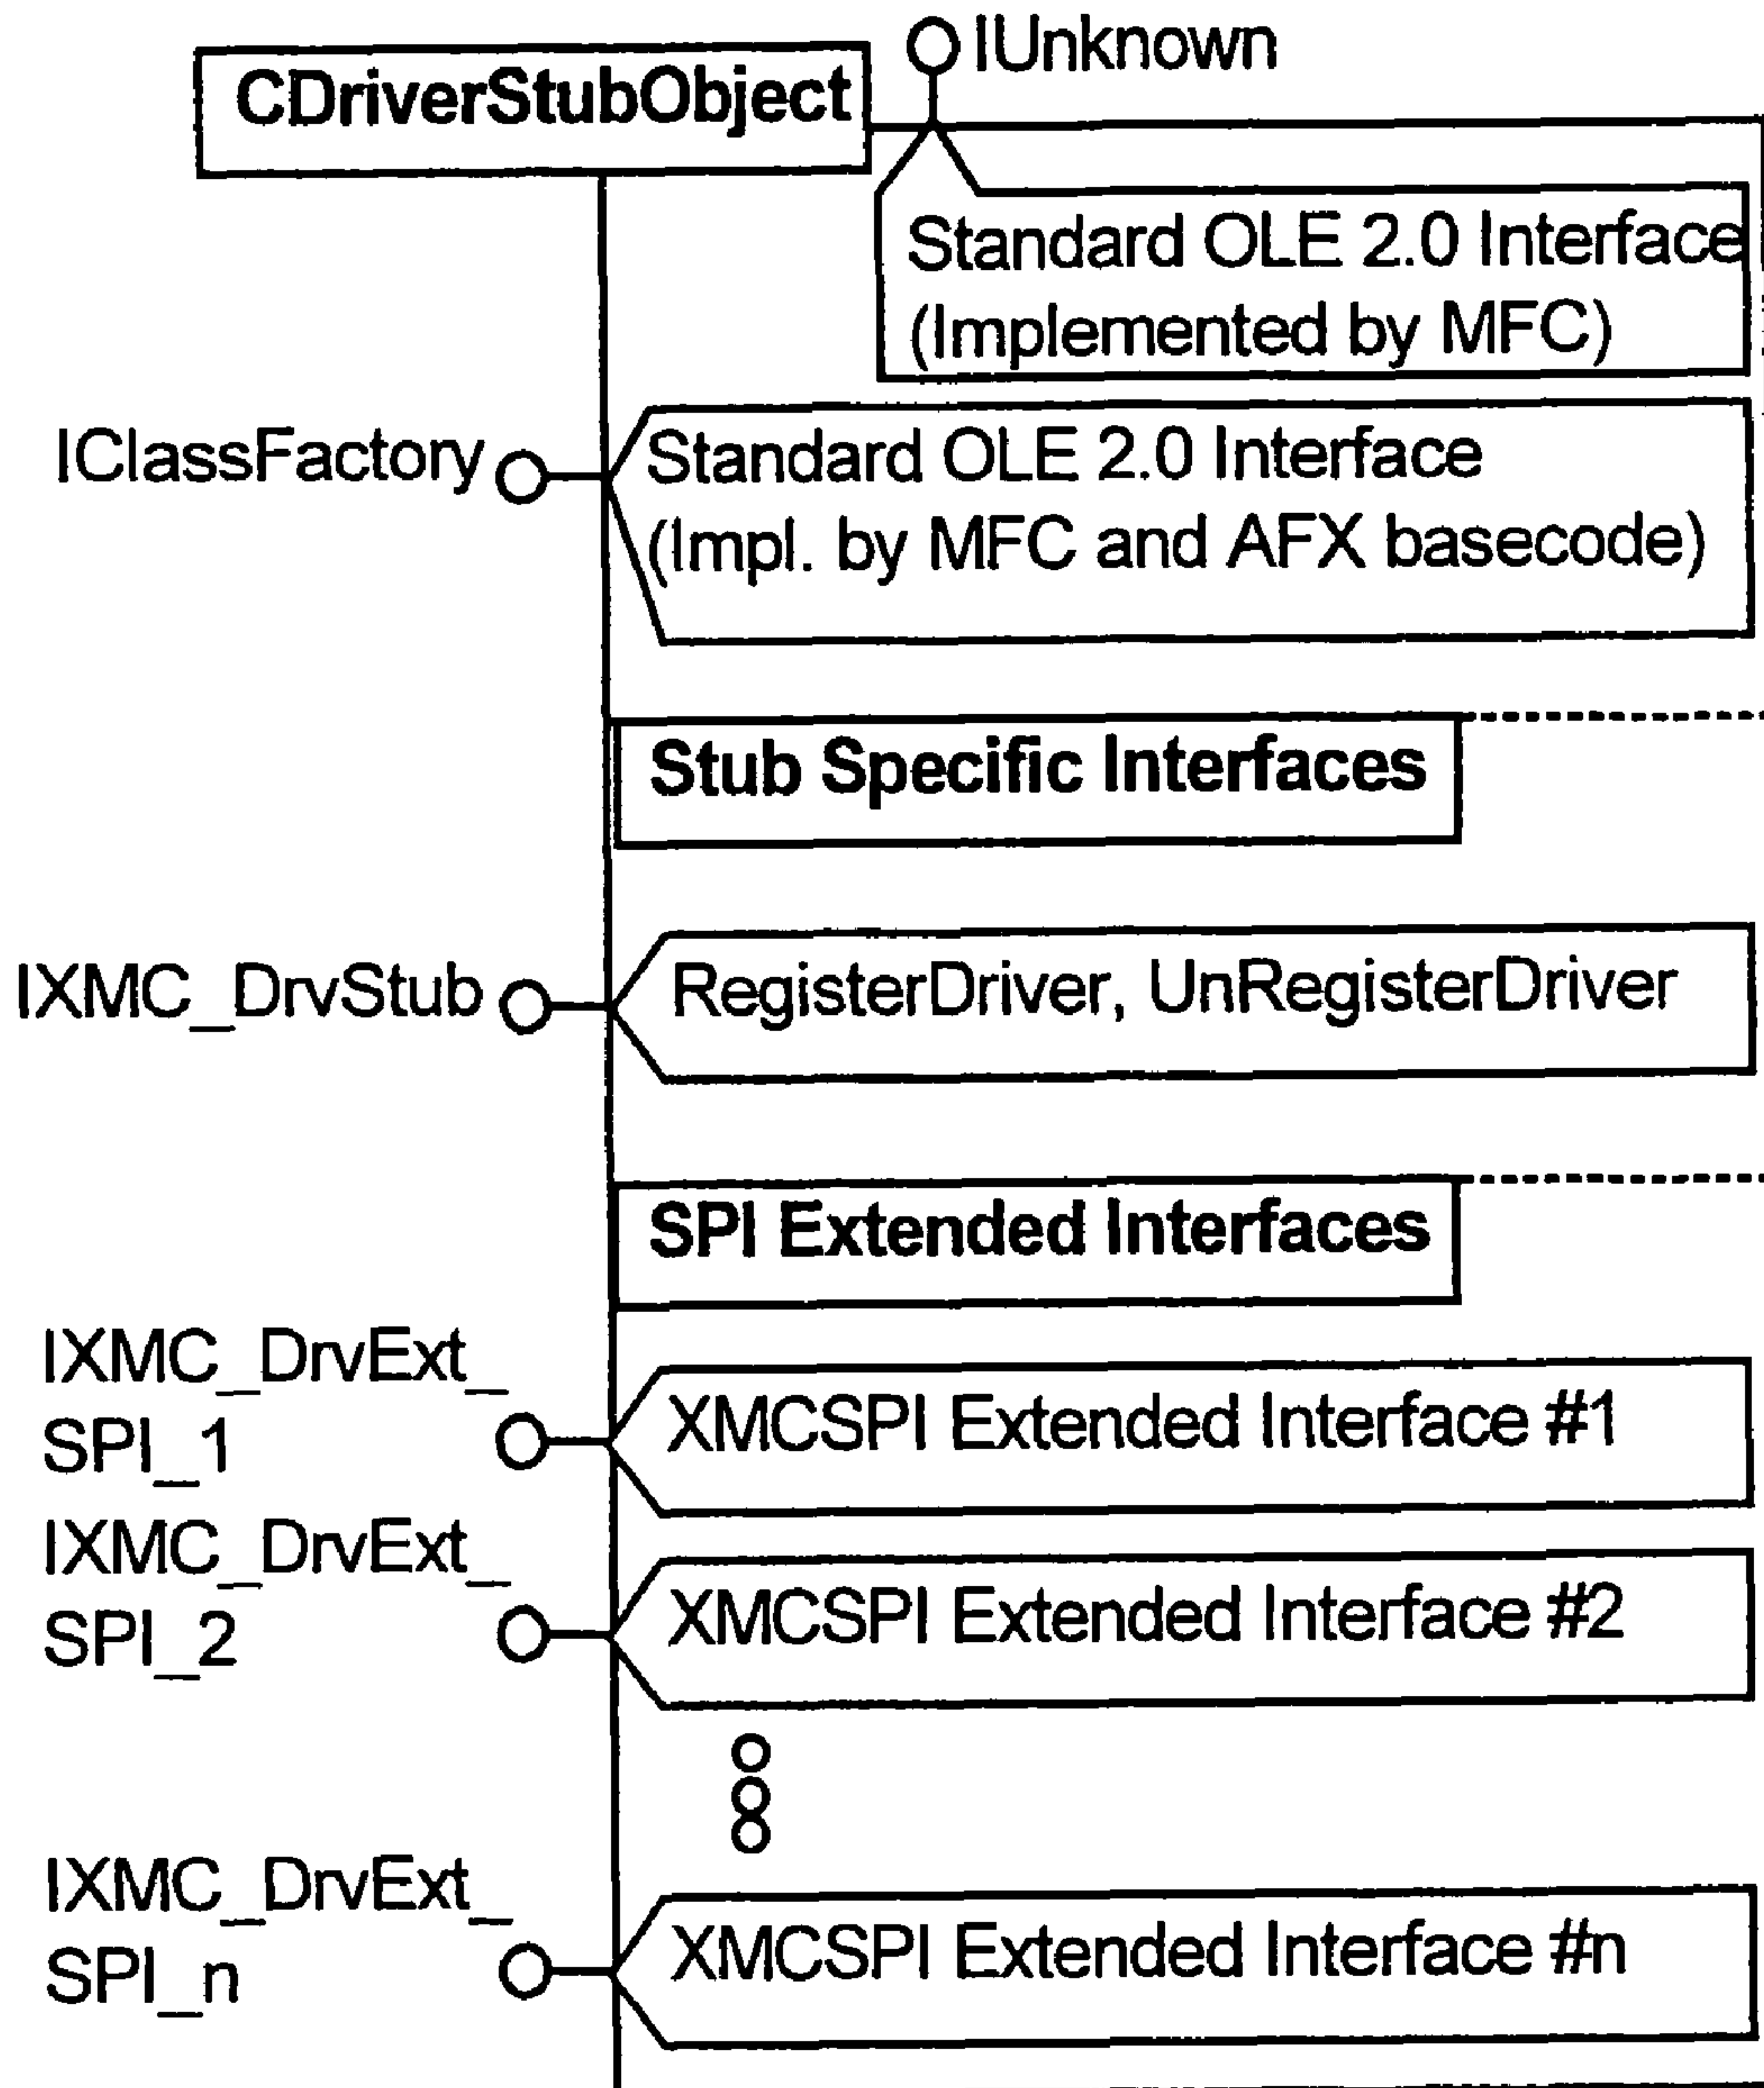 CDriverStubObject
IUnknown
Standard OLE 2.0 Interface
(Implemented by MFC)
IClassFactory
Standard OLE 2.0 Interface
(Impl. by MFC and AFX basecode)
Stub Specific Interfaces
IXMC_DrvStub
RegisterDriver, UnRegisterDriver
SPI Extended Interfaces
IXMC_DrvExt_
SPI_1
XMCSPI Extended Interface #1
IXMC_DrvExt_
SPI_2
XMCSPI Extended Interface #2
IXMC_DrvExt_
SPI_n
XMCSPI Extended Interface #n